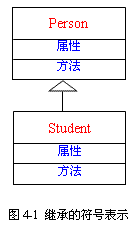 Person
属性
方法
Student
属性
方法
图 4-1 继承的符号表示